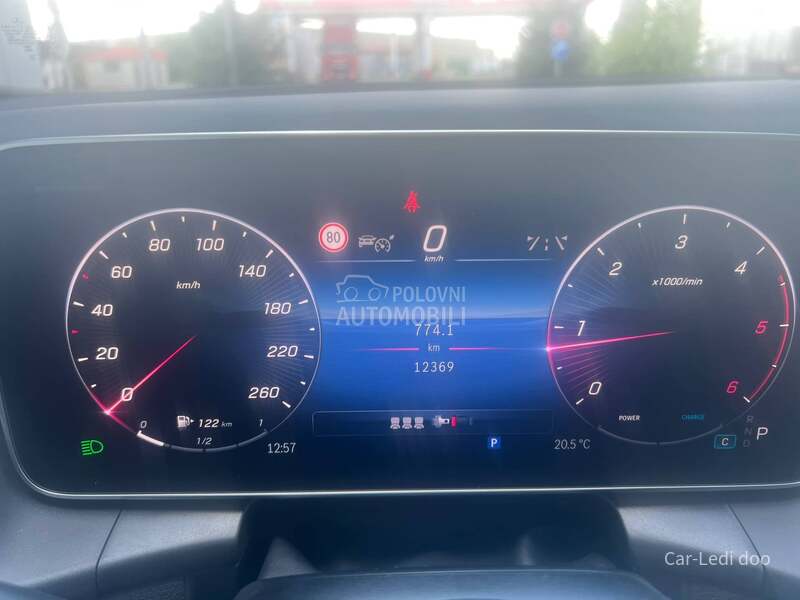 80
0
km/h
20
40
60
80
100
140
180
220
260
0
km/h
122 km
0
1/2
1
12:57
POLOVNI
AUTOMOBILI
774.1
km
12369
P
20.5 °C
0
1
2
3
4
5
6
x1000/min
POWER
CHARGE
C
R
N
D
P
Car-Ledi doo